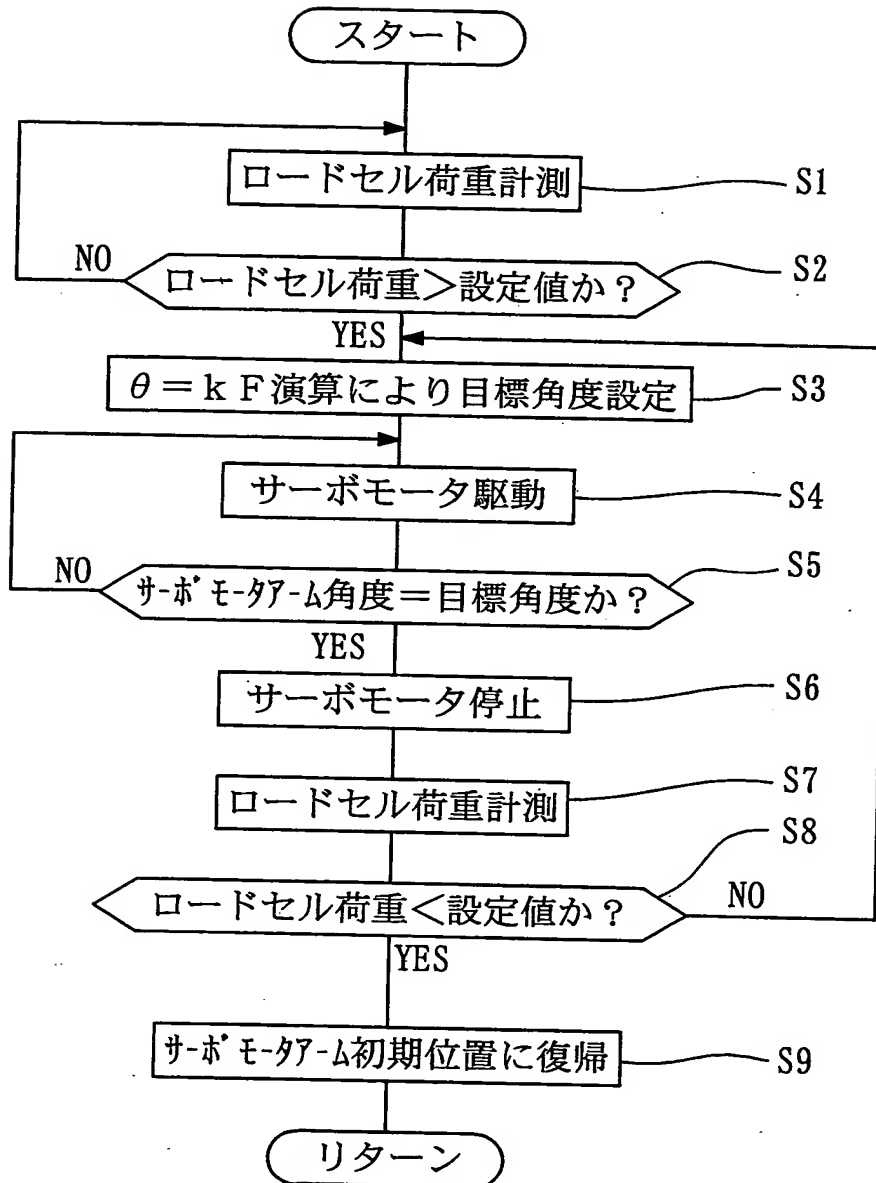 スタート
ロードセル荷重計測
S1
ロードセル荷重>設定値か?
S2
NO
YES
θ=kF演算により目標角度設定
S3
サーボモータ駆動
S4
サーボモータアーム角度=目標角度か?
S5
NO
YES
サーボモータ停止
S6
ロードセル荷重計測
S7
ロードセル荷重<設定値か?
S8
NO
YES
サーボモータアーム初期位置に復帰
S9
リターン